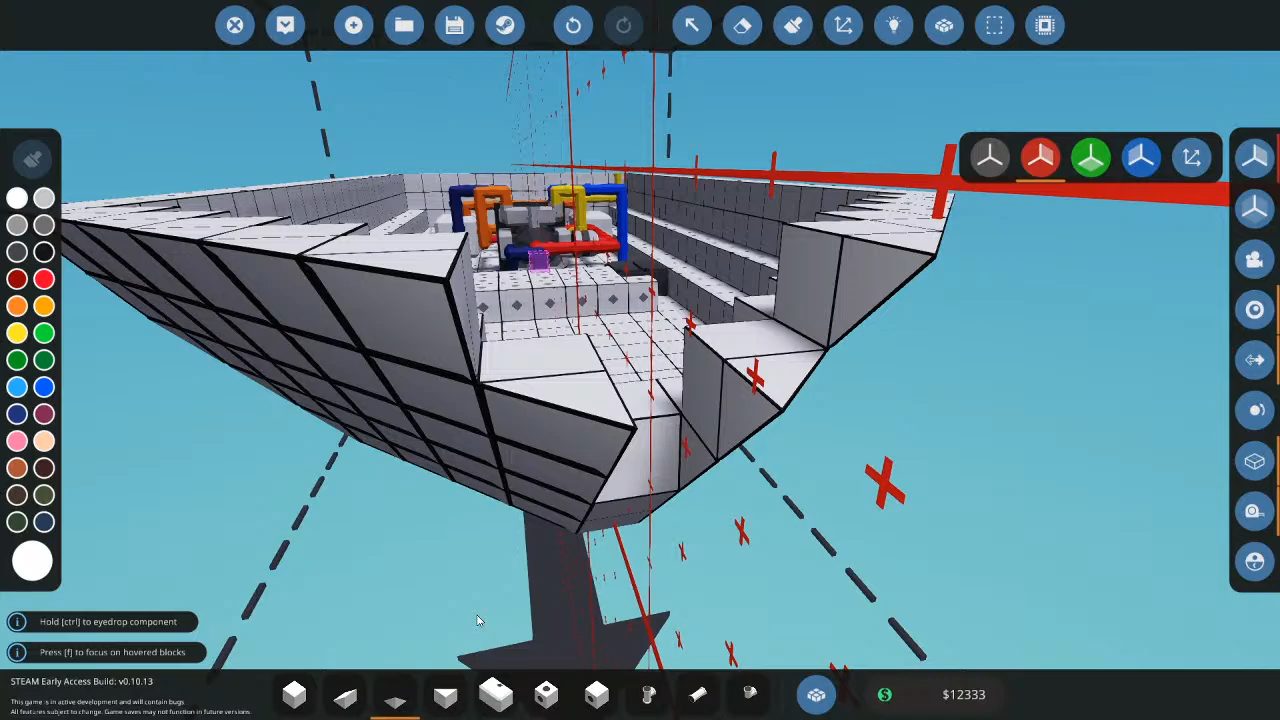 Hold [ctrl] to eyedrop component
Press [f] to focus on hovered blocks
STEAM Early Access Build: v0.10.13
This game is in active development and will contain bugs.
All features subject to change. Game saves may not function in future versions.
$12333